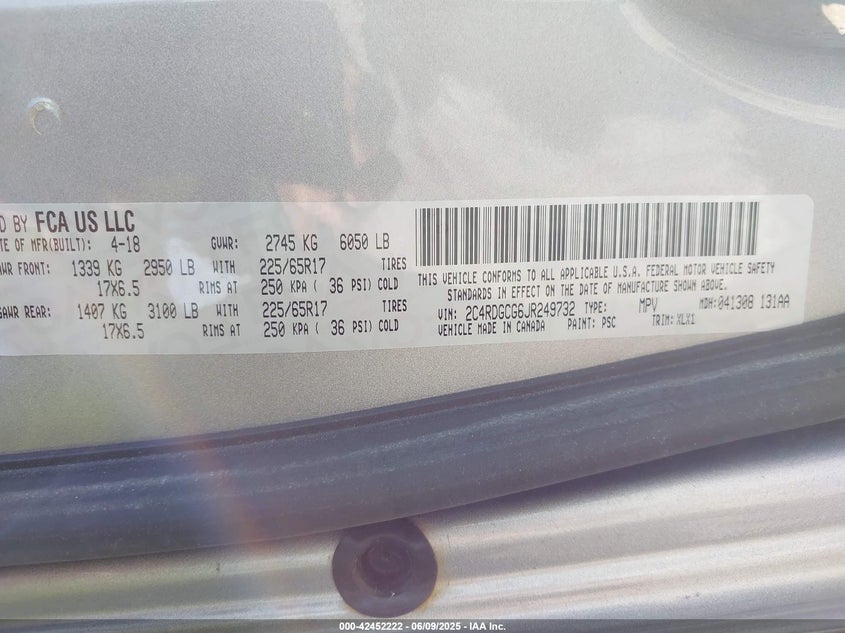 D BY FCA US LLC
TE OF MFR(BUILT): 4-18 GVWR: 2745 KG 6050 LB
WR FRONT: 1339 KG 2950 LB WITH 225/65R17 TIRES
17X6.5 RIMS AT 250 KPA ( 36 PSI) COLD
GAWR REAR: 1407 KG 3100 LB WITH 225/65R17 TIRES
17X6.5 RIMS AT 250 KPA ( 36 PSI) COLD
THIS VEHICLE CONFORMS TO ALL APPLICABLE U.S.A. FEDERAL MOTOR VEHICLE SAFETY
STANDARDS IN EFFECT ON THE DATE OF MANUFACTURE SHOWN ABOVE.
VIN: 2C4RDGCG6JR249732 TYPE: MPV MDH: 041308 131AA
VEHICLE MADE IN CANADA PAINT: PSC TRIM: XLX1
000-42452222 - 06/09/2025 - IAA Inc.